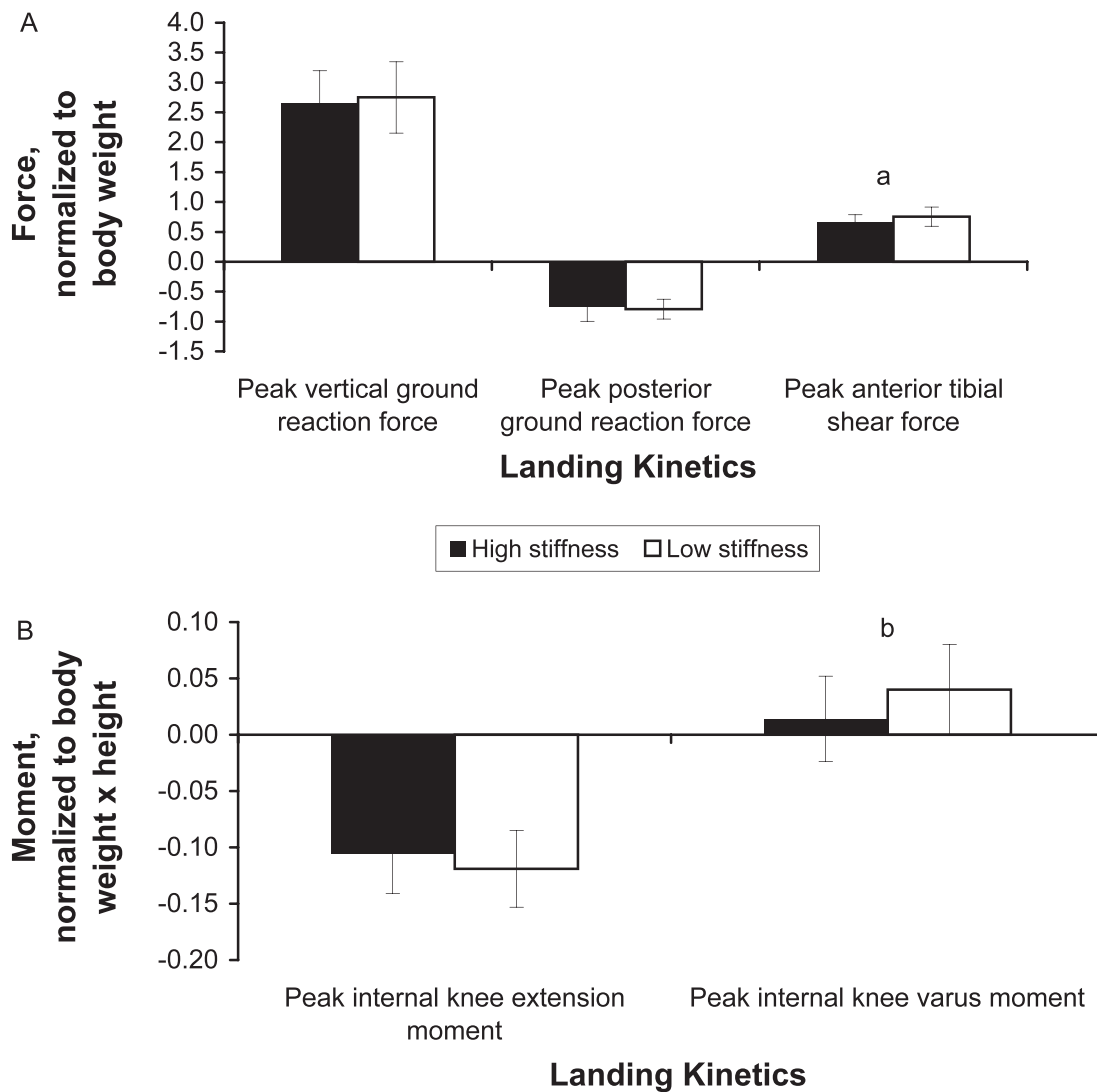 A
Force,
normalized to
body weight
4.0
3.5
3.0
2.5
2.0
1.5
1.0
0.5
0.0
-0.5
-1.0
-1.5
a
Peak vertical ground
reaction force
Peak posterior
ground reaction force
Peak anterior tibial
shear force
Landing Kinetics
High stiffness
Low stiffness
B
Moment,
normalized to body
weight x height
0.10
0.05
0.00
-0.05
-0.10
-0.15
-0.20
b
Peak internal knee extension
moment
Peak internal knee varus moment
Landing Kinetics